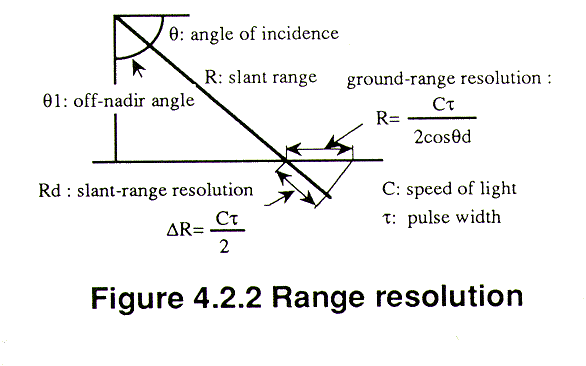 θ: angle of incidence
R: slant range
ground-range resolution :
θ1: off-nadir angle
R= Cτ
2cosθd
Rd : slant-range resolution
C: speed of light
ΔR= Cτ
2
τ: pulse width
Figure 4.2.2 Range resolution